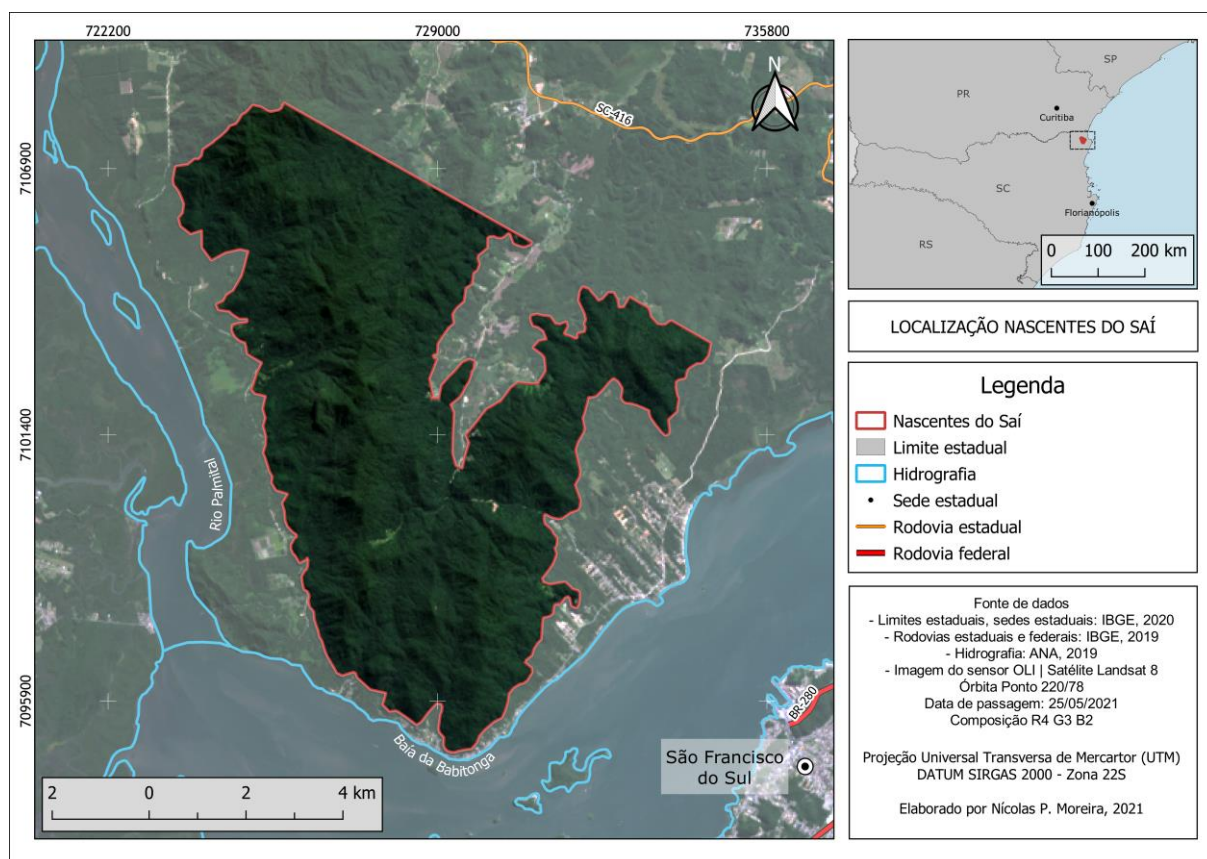 722200
729000
735800
7106900
7101400
7095900
N
SC-416
Rio Palmital
Baía da Babitonga
BR-280
São Francisco
do Sul
2 0 2 4 km
SP
PR
Curitiba
SC
Florianópolis
RS
0 100 200 km
LOCALIZAÇÃO NASCENTES DO SAÍ
Legenda
Nascentes do Saí
Limite estadual
Hidrografia
Sede estadual
Rodovia estadual
Rodovia federal
Fonte de dados
- Limites estaduais, sedes estaduais: IBGE, 2020
- Rodovias estaduais e federais: IBGE, 2019
- Hidrografia: ANA, 2019
- Imagem do sensor OLI | Satélite Landsat 8
Órbita Ponto 220/78
Data de passagem: 25/05/2021
Composição R4 G3 B2
Projeção Universal Transversa de Mercartor (UTM)
DATUM SIRGAS 2000 - Zona 22S
Elaborado por Nícolas P. Moreira, 2021